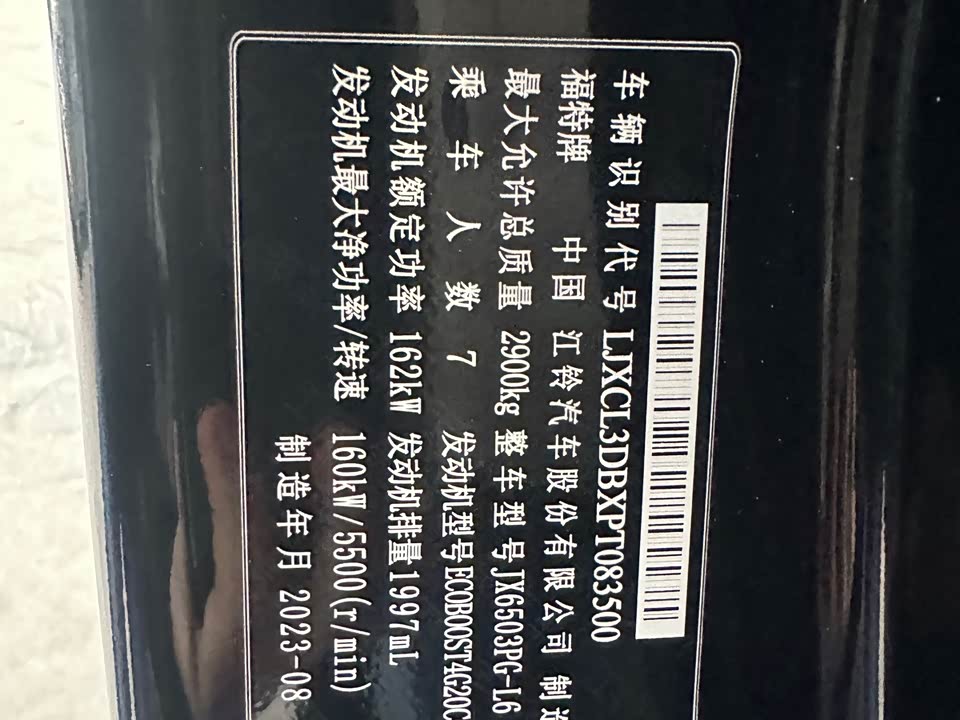 车辆识别代号 LJXCL3DBXPT083500
福特牌 中国 江铃汽车股份有限公司 制造
最大允许总质量 2900kg 整车型号 JX6503PG-L6
乘车人数 7 发动机型号 ECOBOOST4G20C
发动机额定功率 162kW 发动机排量 1997mL
发动机最大净功率/转速 160kW/5500(r/min)
制造年月 2023-08